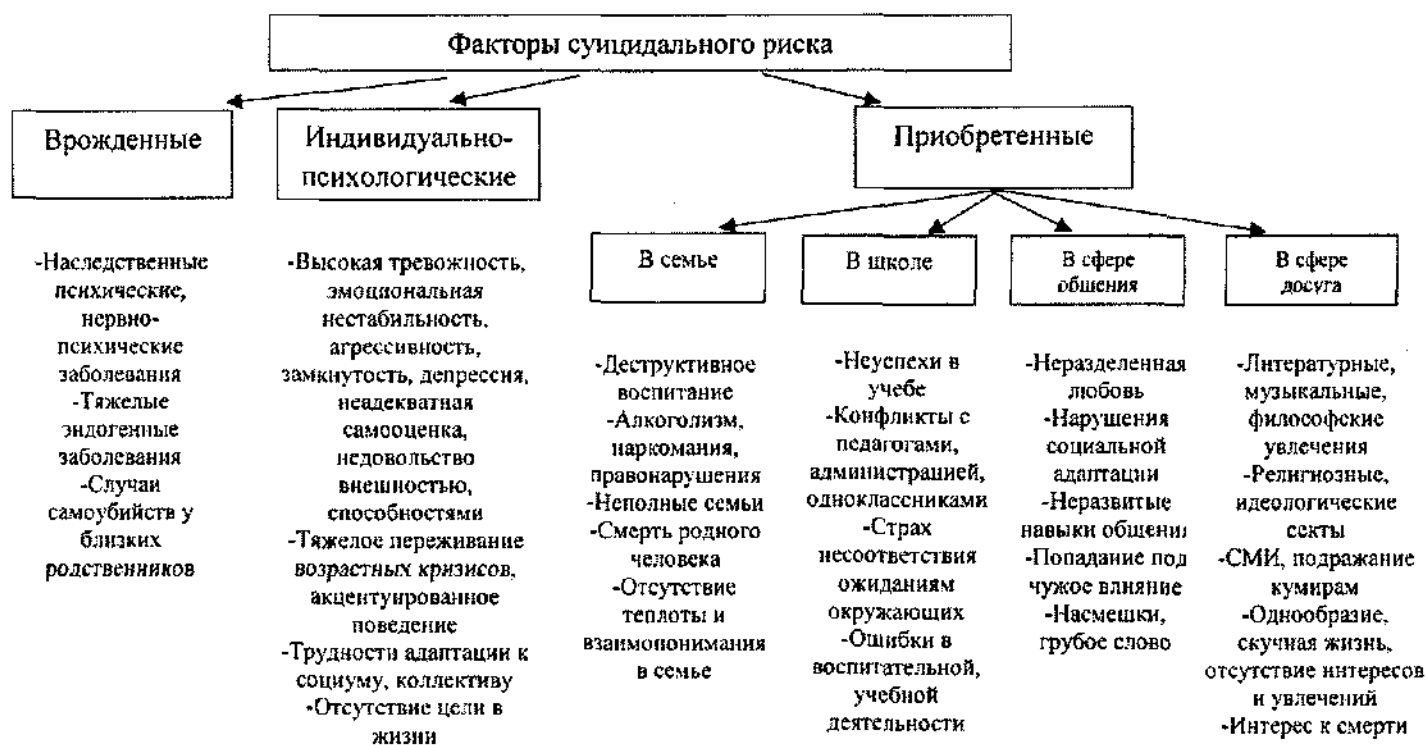 Факторы суицидального риска
Врожденные
Индивидуально-
психологические
Приобретенные
-Наследственные
психические,
нервно-
психические
заболевания
-Тяжелые
эндогенные
заболевания
-Случаи
самоубийств у
близких
родственников
-Высокая тревожность,
эмоциональная
нестабильность,
агрессивность,
замкнутость, депрессия,
неадекватная
самооценка,
недовольство
внешностью,
способностями
-Тяжелое переживание
возрастных кризисов,
акцентуированное
поведение
-Трудности адаптации к
социуму, коллективу
-Отсутствие цели в
жизни
В семье
-Деструктивное
воспитание
-Алкоголизм,
наркомания,
правонарушения
-Неполные семьи
-Смерть родного
человека
-Отсутствие
теплоты и
взаимопонимания
в семье
В школе
-Неуспехи в
учебе
-Конфликты с
педагогами,
администрацией,
одноклассниками
-Страх
несоответствия
ожиданиям
окружающих
-Ошибки в
воспитательной,
учебной
деятельности
В сфере
общения
-Неразделенная
любовь
-Нарушения
социальной
адаптации
-Неразвитые
навыки общения
-Попадание под
чужое влияние
-Насмешки,
грубое слово
В сфере
досуга
-Литературные,
музыкальные,
философские
увлечения
-Религиозные,
идеологические
секты
-СМИ, подражание
кумирам
-Однообразие,
скучная жизнь,
отсутствие интересов
и увлечений
-Интерес к смерти